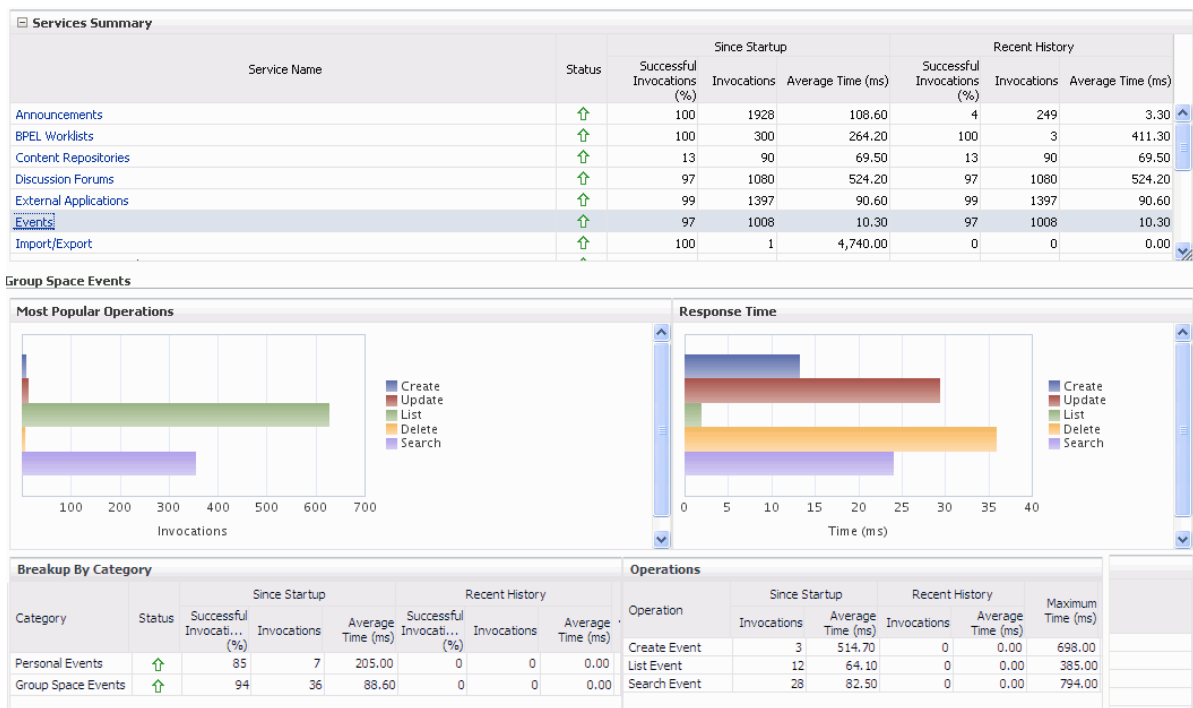 Services Summary
Service Name Status Since Startup Recent History
Successful Invocations (%) Invocations Average Time (ms) Successful Invocations (%) Invocations Average Time (ms)
Announcements 100 1928 108.60 4 249 3.30
BPEL Worklists 100 300 264.20 100 3 411.30
Content Repositories 13 90 69.50 13 90 69.50
Discussion Forums 97 1080 524.20 97 1080 524.20
External Applications 99 1397 90.60 99 1397 90.60
Events 97 1008 10.30 97 1008 10.30
Import/Export 100 1 4,740.00 0 0 0.00
Group Space Events
Most Popular Operations
Create
Update
List
Delete
Search
100 200 300 400 500 600 700
Invocations
Response Time
Create
Update
List
Delete
Search
0 5 10 15 20 25 30 35 40
Time (ms)
Breakup By Category
Category Status Since Startup Recent History
Successful Invocati... (%) Invocations Average Time (ms) Successful Invocati... (%) Invocations Average Time (ms)
Personal Events 85 7 205.00 0 0 0.00
Group Space Events 94 36 88.60 0 0 0.00
Operations
Operation Since Startup Recent History Maximum Time (ms)
Invocations Average Time (ms) Invocations Average Time (ms)
Create Event 3 514.70 0 0.00 698.00
List Event 12 64.10 0 0.00 385.00
Search Event 28 82.50 0 0.00 794.00